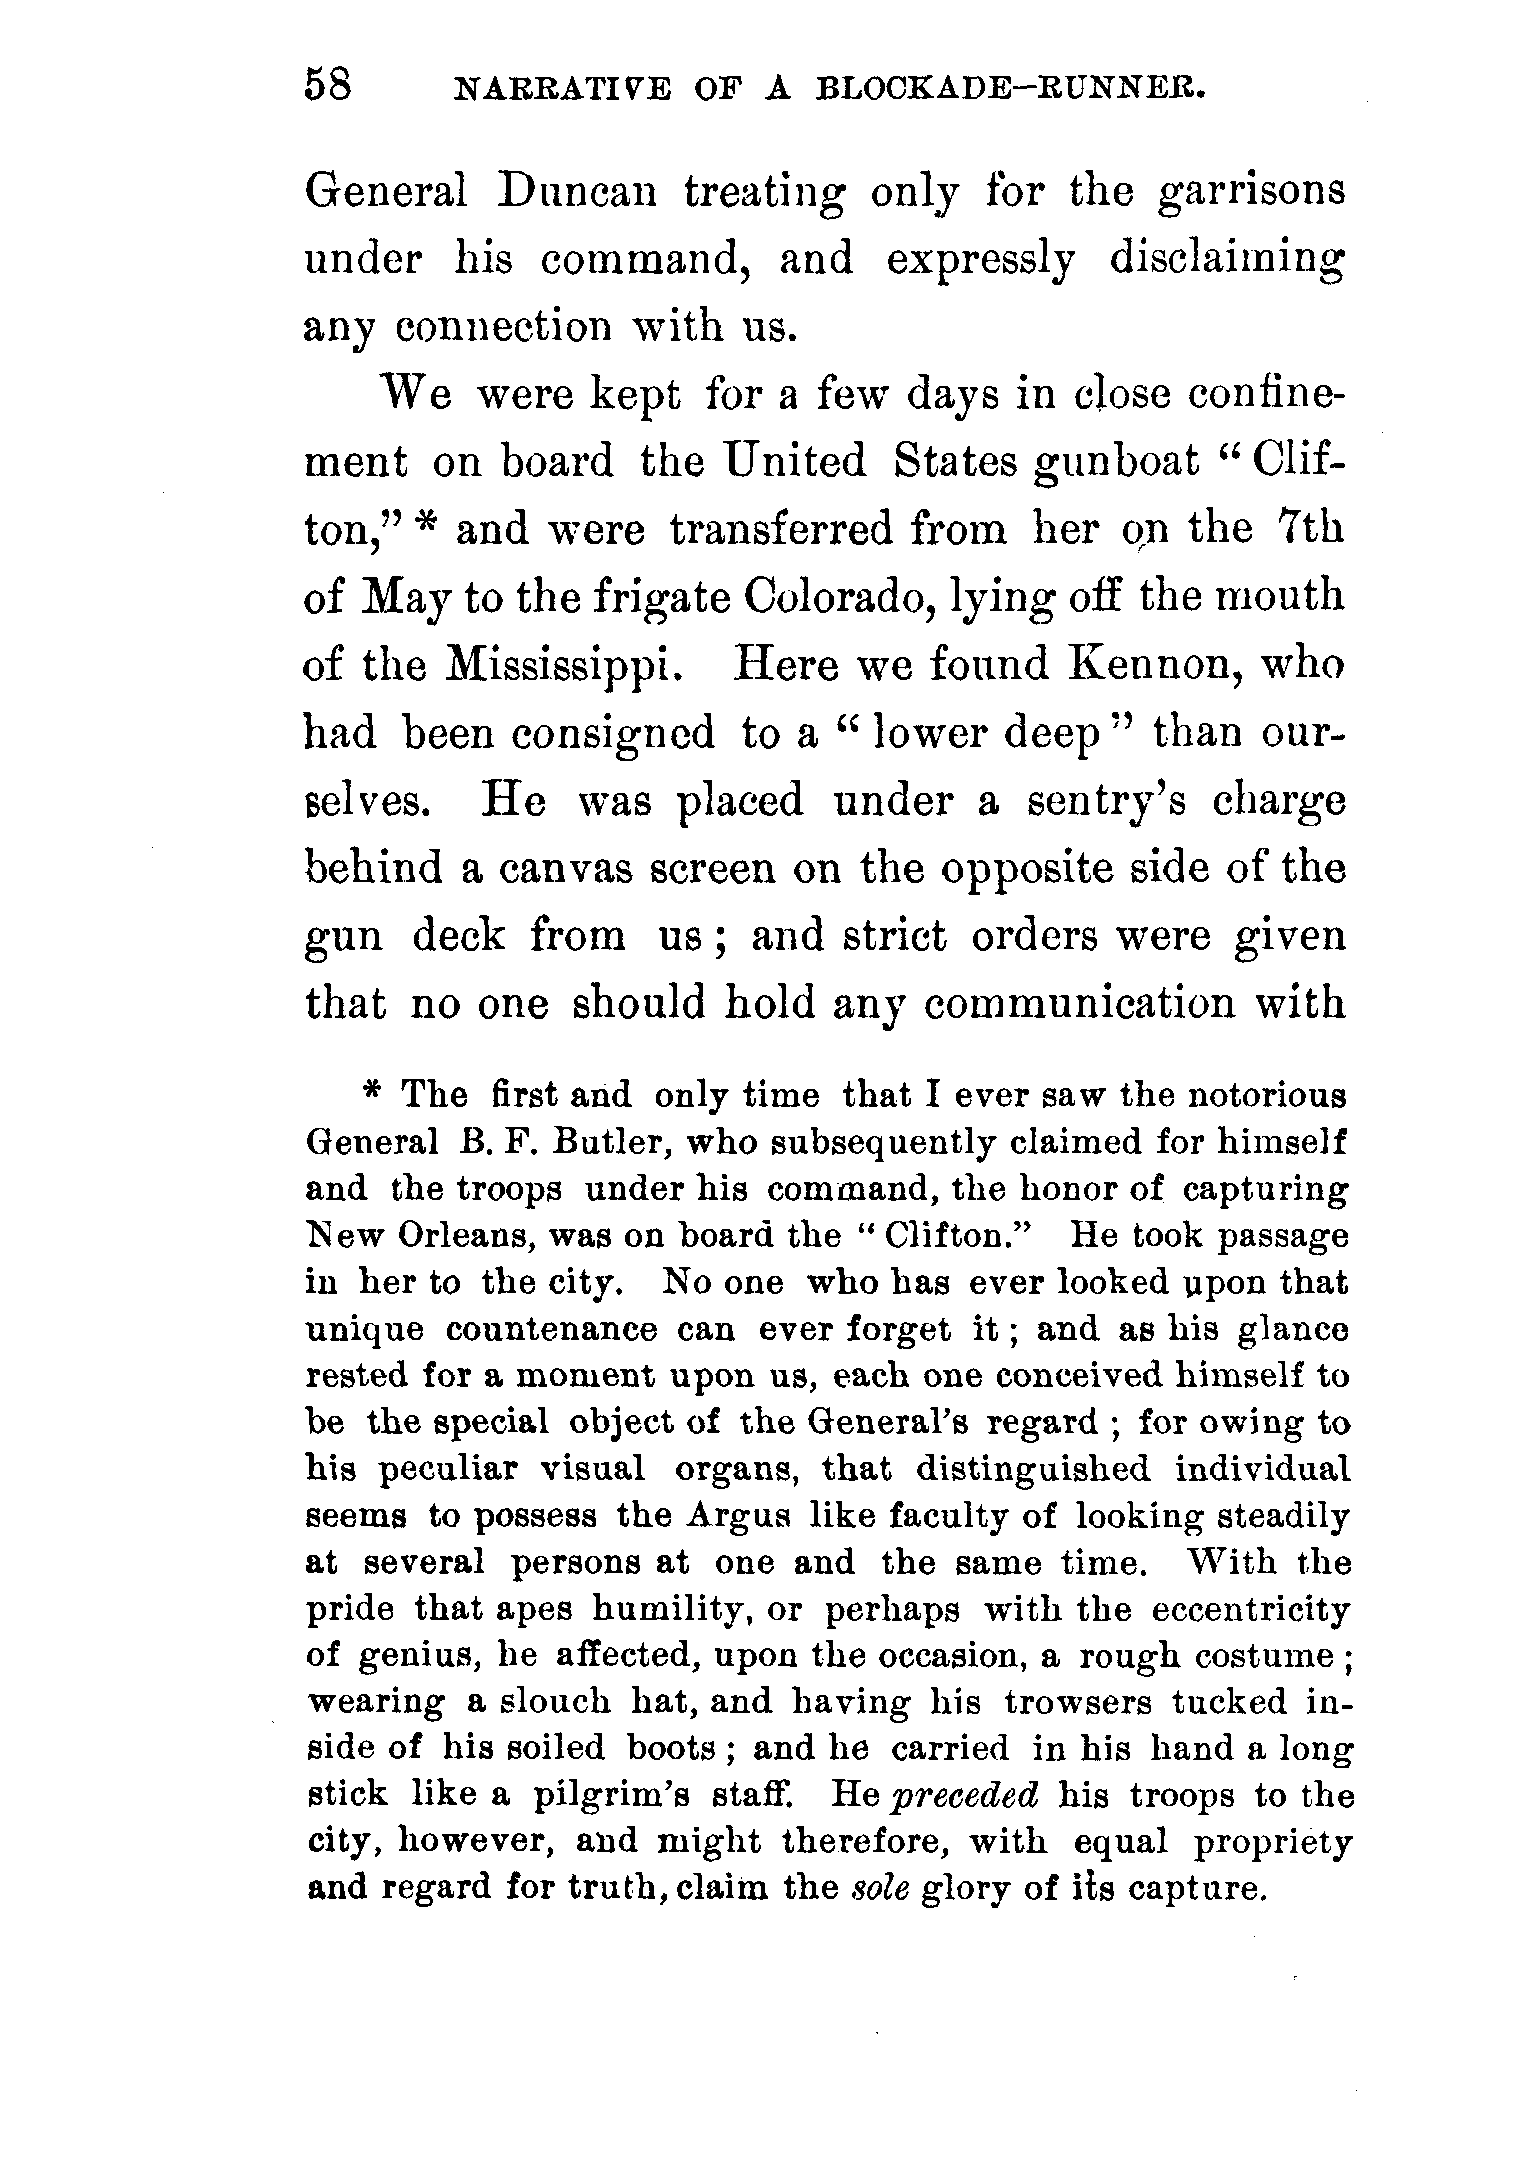 58 NARRATIVE OF A BLOCKADE-RUNNER.
General Duncan treating only for the garrisons
under his command, and expressly disclaiming
any connection with us.
We were kept for a few days in close confine-
ment on board the United States gunboat “ Clif-
ton,” * and were transferred from her on the 7th
of May to the frigate Colorado, lying off the mouth
of the Mississippi. Here we found Kennon, who
had been consigned to a “ lower deep ” than our-
selves. He was placed under a sentry’s charge
behind a canvas screen on the opposite side of the
gun deck from us ; and strict orders were given
that no one should hold any communication with
* The first and only time that I ever saw the notorious
General B. F. Butler, who subsequently claimed for himself
and the troops under his command, the honor of capturing
New Orleans, was on board the “ Clifton.” He took passage
in her to the city. No one who has ever looked upon that
unique countenance can ever forget it ; and as his glance
rested for a moment upon us, each one conceived himself to
be the special object of the General’s regard ; for owing to
his peculiar visual organs, that distinguished individual
seems to possess the Argus like faculty of looking steadily
at several persons at one and the same time. With the
pride that apes humility, or perhaps with the eccentricity
of genius, he affected, upon the occasion, a rough costume ;
wearing a slouch hat, and having his trowsers tucked in-
side of his soiled boots ; and he carried in his hand a long
stick like a pilgrim’s staff. He preceded his troops to the
city, however, and might therefore, with equal propriety
and regard for truth, claim the sole glory of its capture.